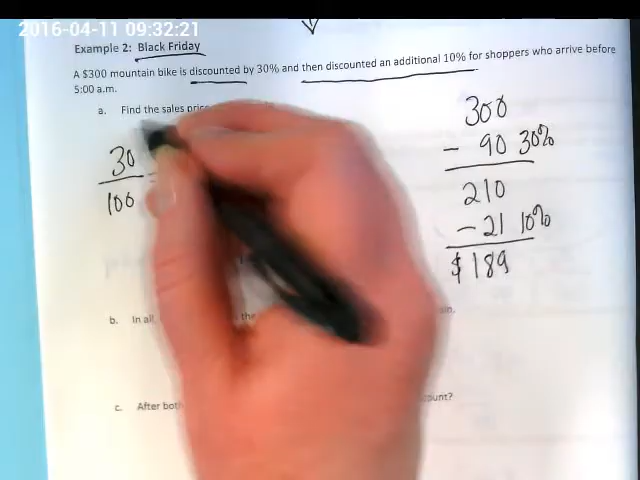 2016-04-11 09:32:21
Example 2: Black Friday
A $300 mountain bike is discounted by 30% and then discounted an additional 10% for shoppers who arrive before
5:00 a.m.
a. Find the sales price
300
- 90 30%
210
- 21 10%
$189
30
100
b. In all, the
c. After both